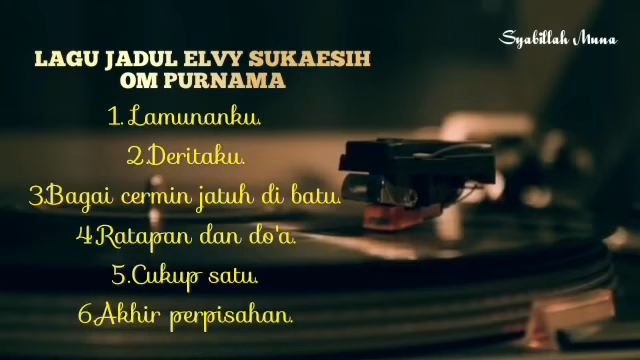 Syabillah Muna
LAGU JADUL ELVY SUKAESIH
OM PURNAMA
1. Lamunanku.
2.Deritaku.
3.Bagai cermin jatuh di batu.
4.Ratapan dan do'a.
5.Cukup satu.
6.Akhir perpisahan.